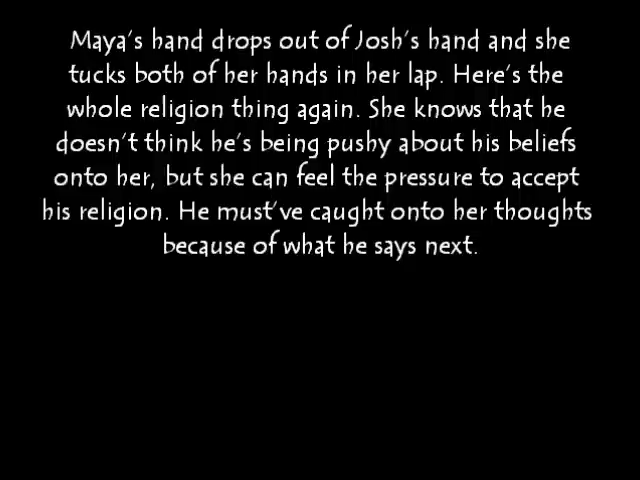 Maya's hand drops out of Josh's hand and she
tucks both of her hands in her lap. Here's the
whole religion thing again. She knows that he
doesn't think he's being pushy about his beliefs
onto her, but she can feel the pressure to accept
his religion. He must've caught onto her thoughts
because of what he says next.